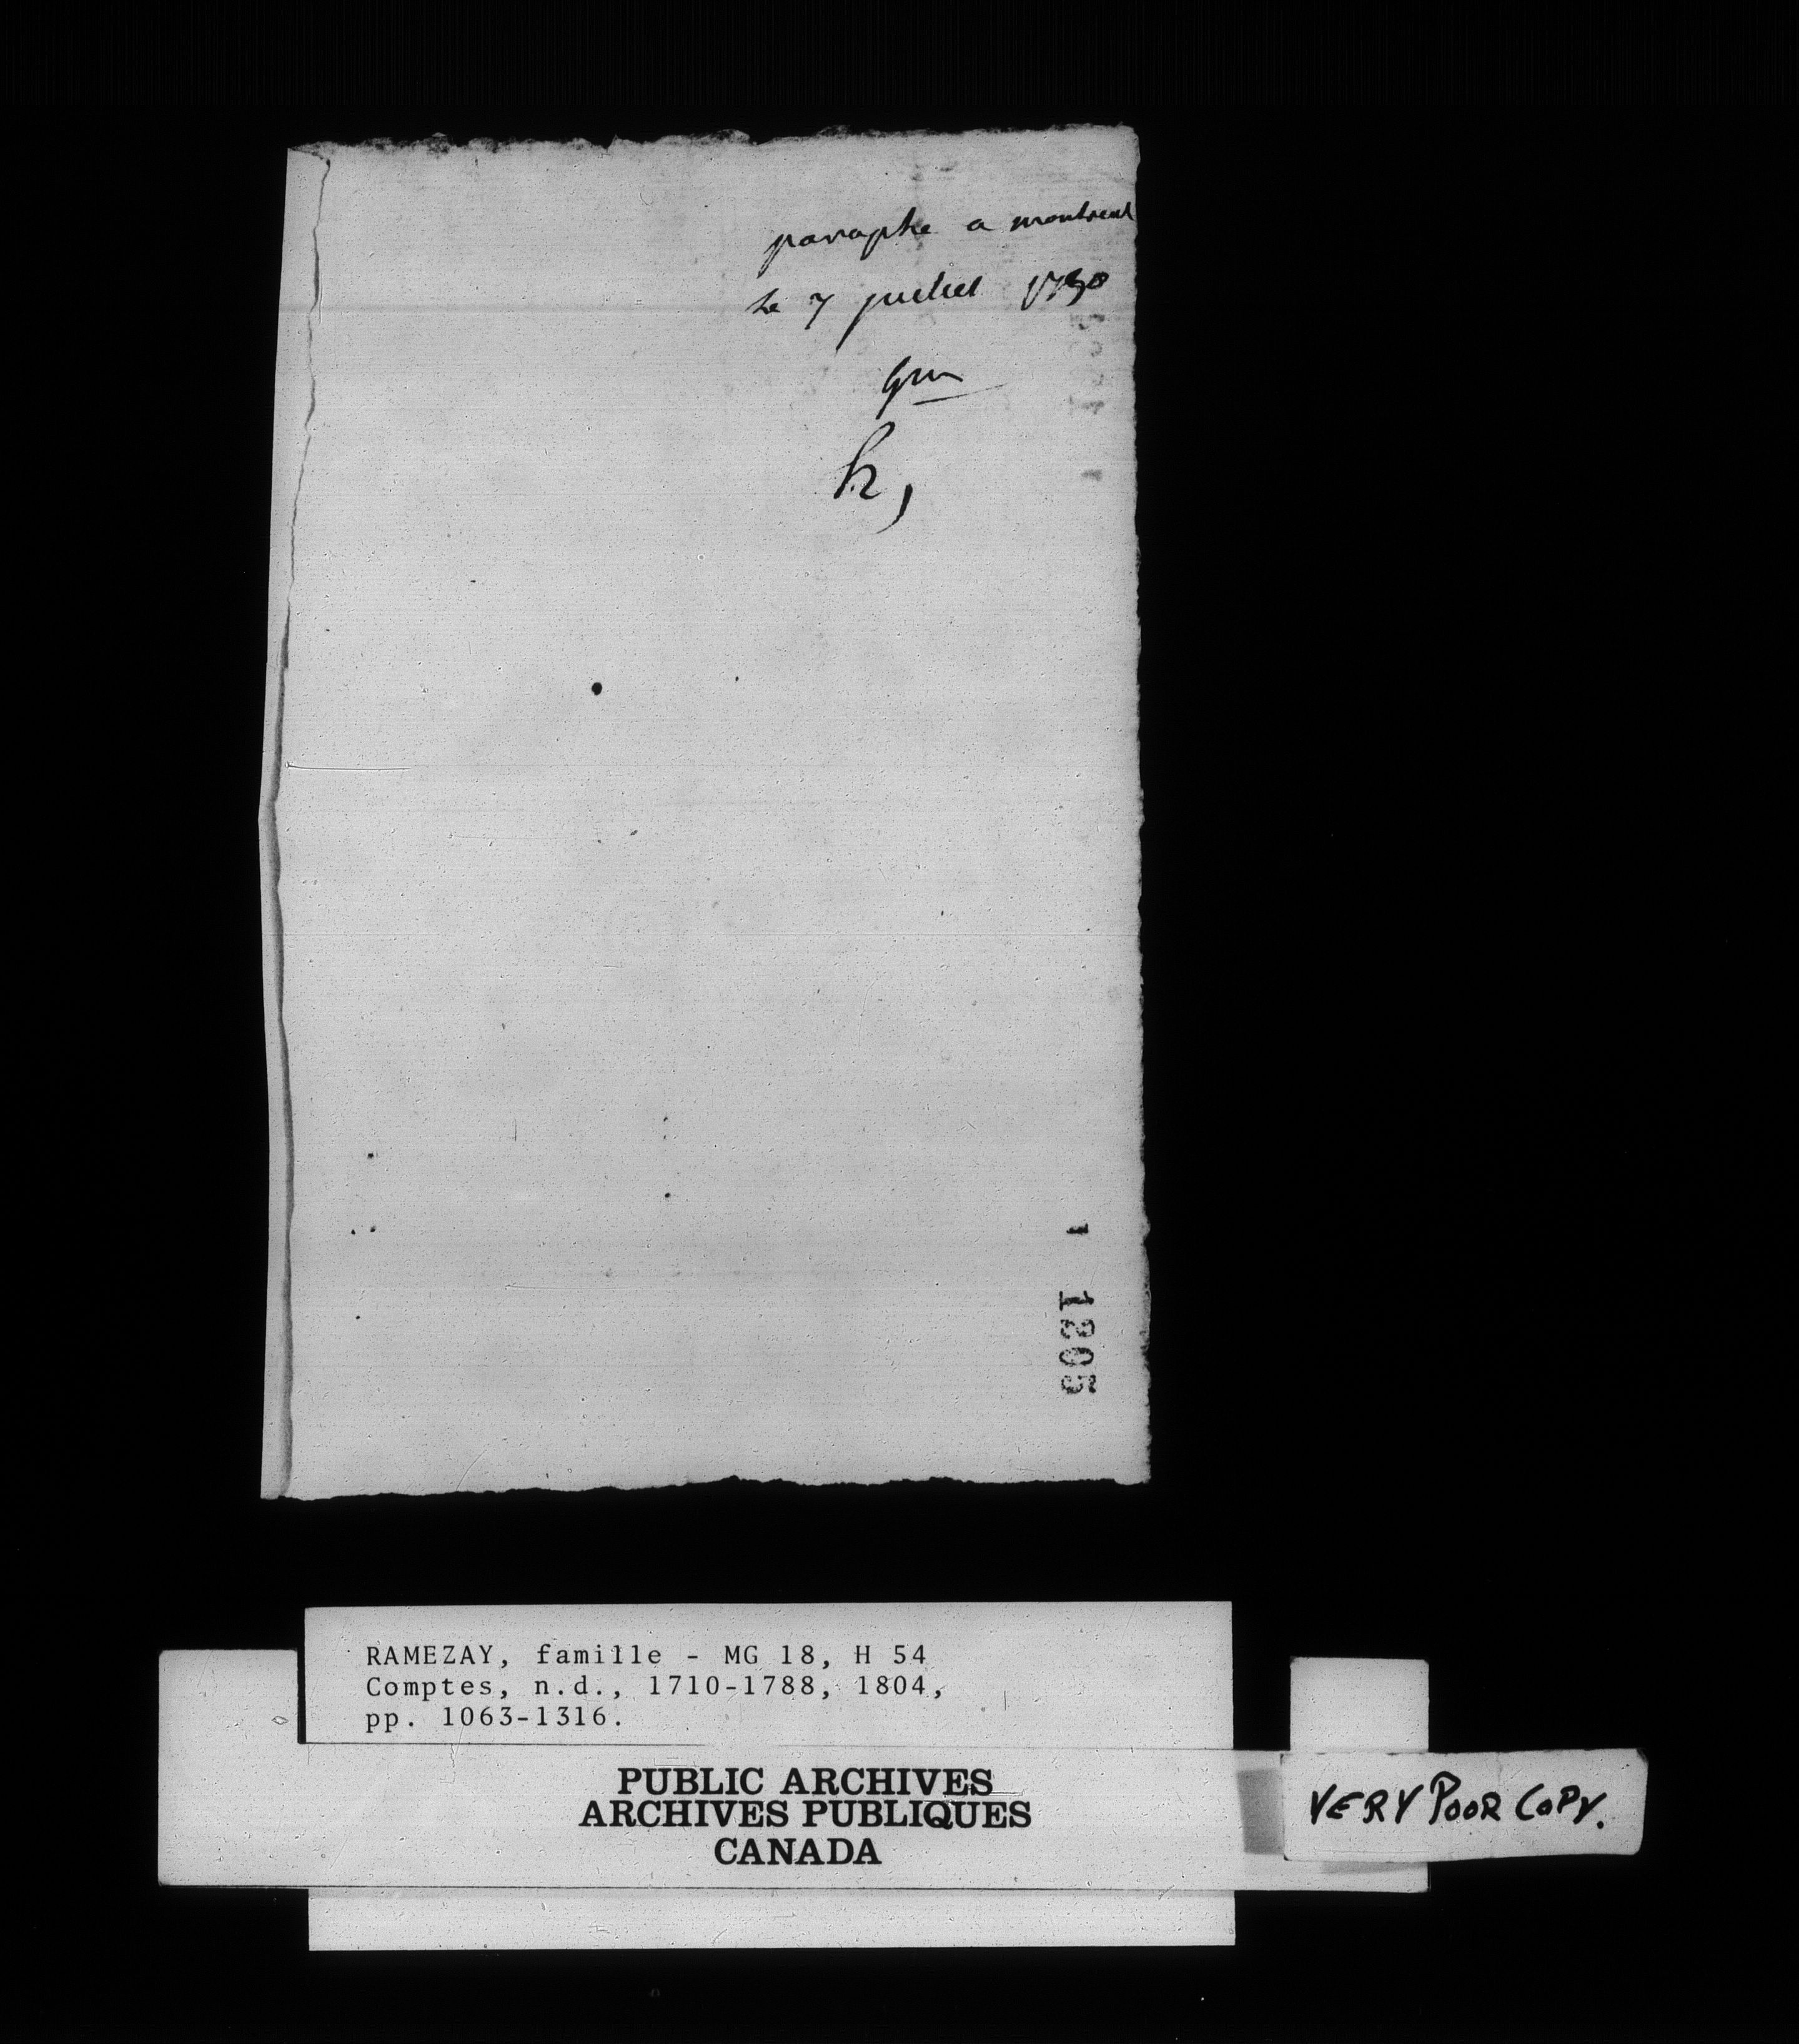 paraphe a montreal
le 7 juillet 1730
1205
RAMEZAY, famille - MG 18, H 54
Comptes, n.d., 1710-1788, 1804,
pp. 1063-1316.
PUBLIC ARCHIVES
ARCHIVES PUBLIQUES
CANADA
VERY POOR COPY.